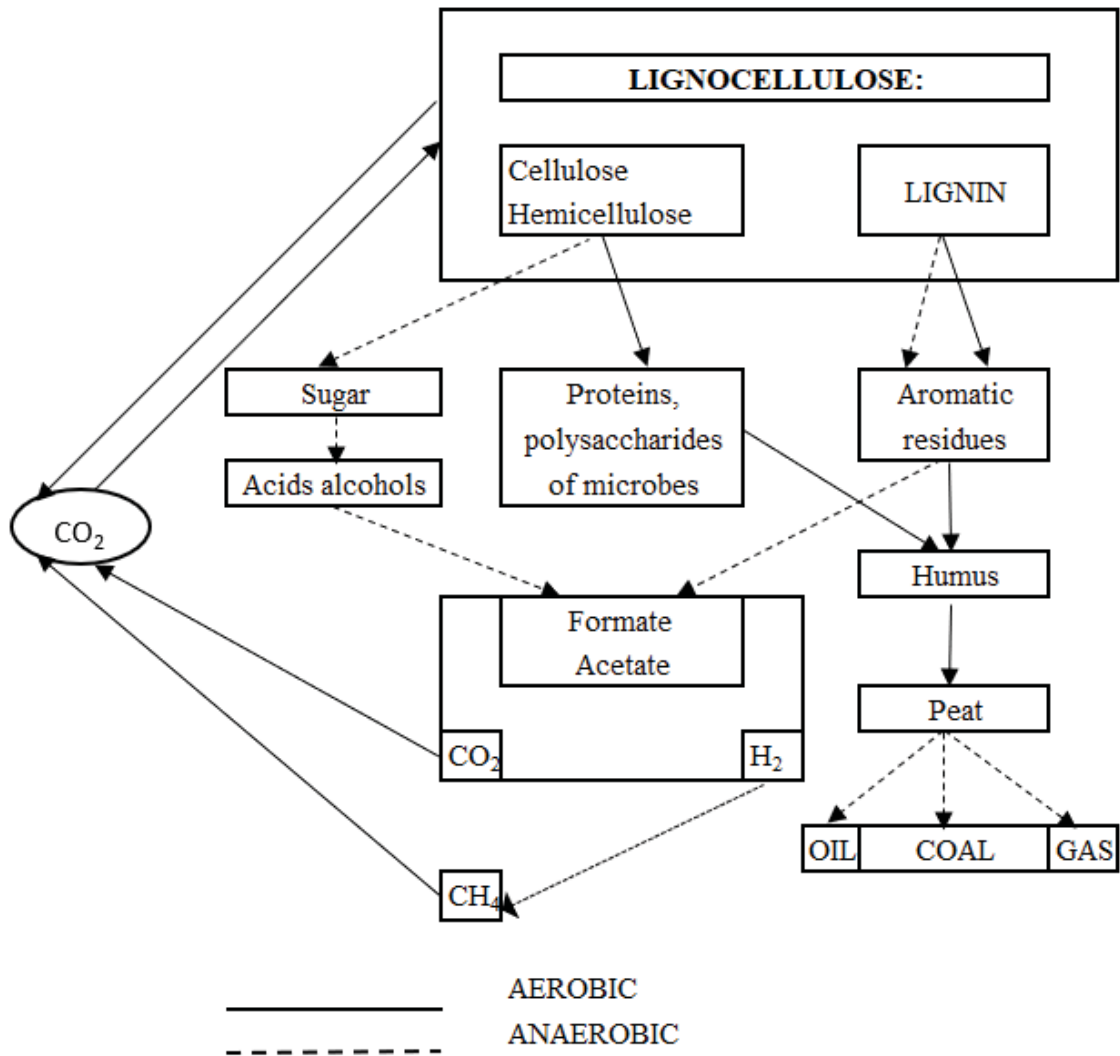 LIGNOCELLULOSE:
Cellulose
Hemicellulose
LIGNIN
Sugar
Proteins,
polysaccharides
of microbes
Aromatic
residues
Acids alcohols
CO₂
Humus
Formate
Acetate
Peat
CO₂
H₂
OIL
COAL
GAS
CH₄
AEROBIC
ANAEROBIC